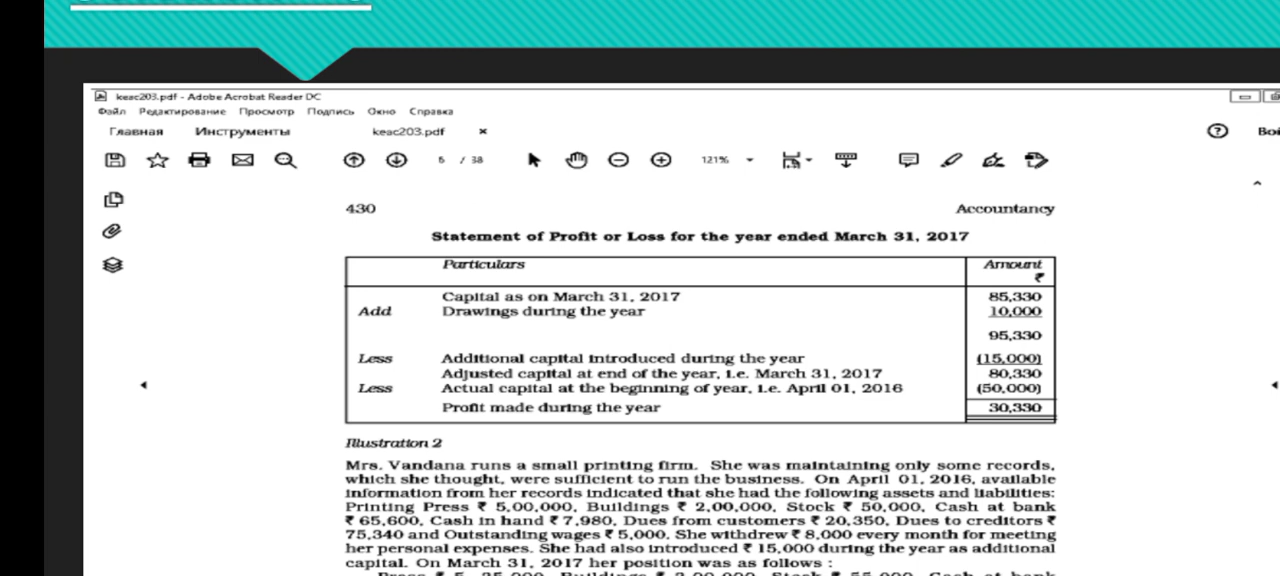 keac203.pdf - Adobe Acrobat Reader DC
Файл Редактирование Просмотр Подпись Окно Справка
Главная Инструменты keac203.pdf ×
6 / 38 121%
430 Accountancy
Statement of Profit or Loss for the year ended March 31, 2017
Particulars Amount
₹
Capital as on March 31, 2017 85,330
Add Drawings during the year 10,000
95,330
Less Additional capital introduced during the year (15,000)
Adjusted capital at end of the year, i.e. March 31, 2017 80,330
Less Actual capital at the beginning of year, i.e. April 01, 2016 (50,000)
Profit made during the year 30,330
Illustration 2
Mrs. Vandana runs a small printing firm. She was maintaining only some records,
which she thought, were sufficient to run the business. On April 01, 2016, available
information from her records indicated that she had the following assets and liabilities:
Printing Press ₹ 5,00,000, Buildings ₹ 2,00,000, Stock ₹ 50,000, Cash at bank
₹ 65,600, Cash in hand ₹ 7,980, Dues from customers ₹ 20,350, Dues to creditors ₹
75,340 and Outstanding wages ₹ 5,000. She withdrew ₹ 8,000 every month for meeting
her personal expenses. She had also introduced ₹ 15,000 during the year as additional
capital. On March 31, 2017 her position was as follows :